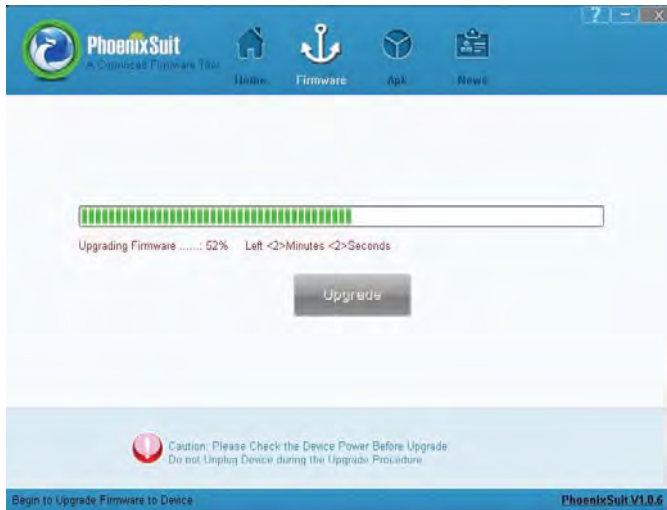 ? – X
PhoenixSuit
A Firmware Tool
Home Firmware Apk News
Upgrading Firmware ......: 52% Left <2>Minutes <2>Seconds
Upgrade
Caution: Please Check the Device Power Before Upgrade
Do not Unplug Device during the Upgrade Procedure
Begin to Upgrade Firmware to Device
PhoenixSuit V1.0.6